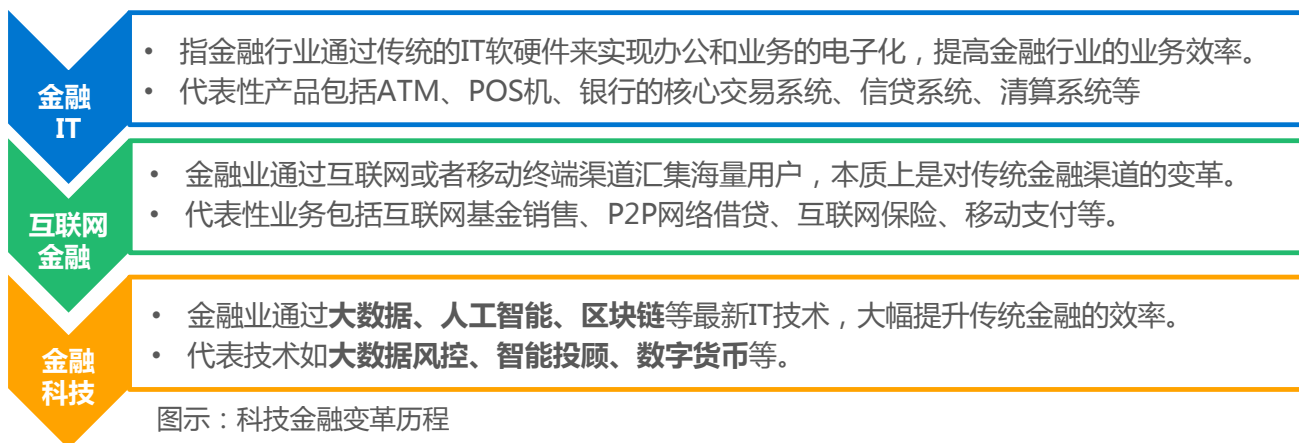 金融
IT
• 指金融行业通过传统的IT软硬件来实现办公和业务的电子化，提高金融行业的业务效率。
• 代表性产品包括ATM、POS机、银行的核心交易系统、信贷系统、清算系统等
互联网
金融
• 金融业通过互联网或者移动终端渠道汇集海量用户，本质上是对传统金融渠道的变革。
• 代表性业务包括互联网基金销售、P2P网络借贷、互联网保险、移动支付等。
金融
科技
• 金融业通过大数据、人工智能、区块链等最新IT技术，大幅提升传统金融的效率。
• 代表技术如大数据风控、智能投顾、数字货币等。
图示：科技金融变革历程